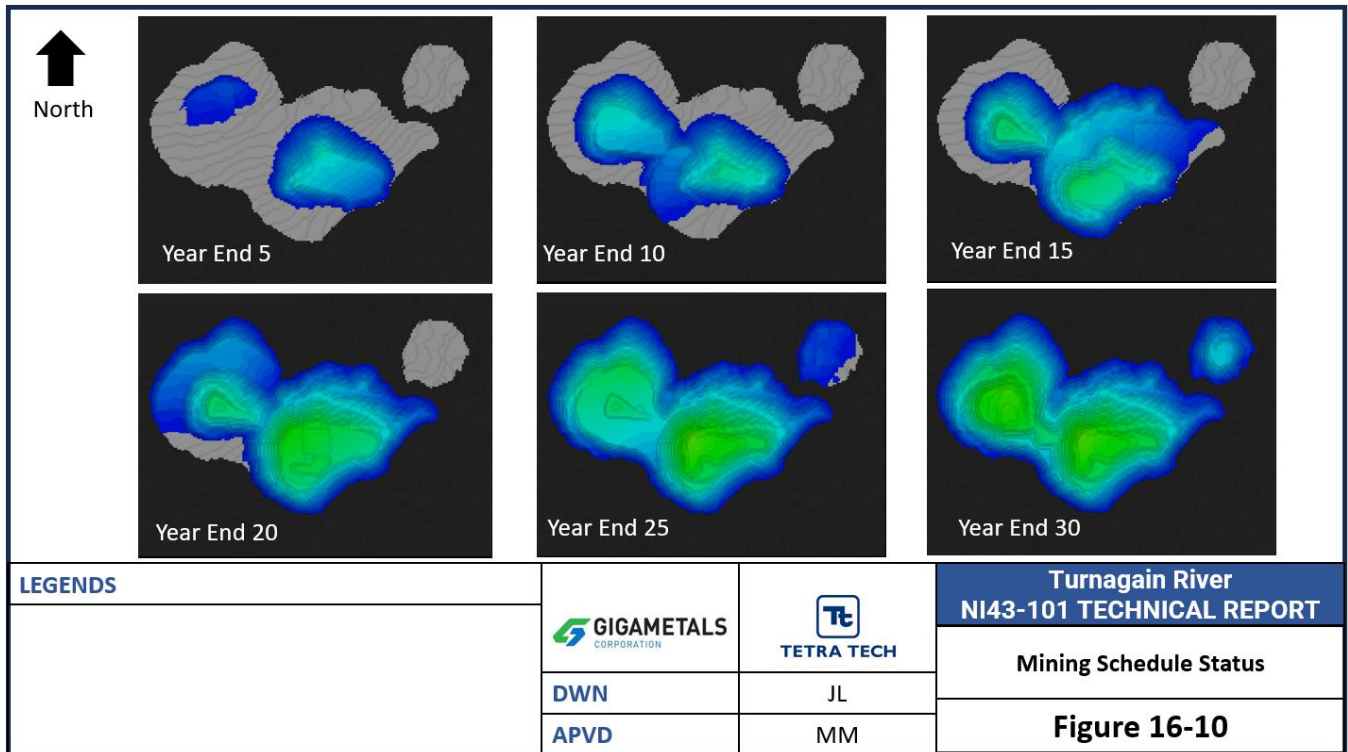 North
Year End 5
Year End 10
Year End 15
Year End 20
Year End 25
Year End 30
LEGENDS
GIGAMETALS
CORPORATION
Tt
TETRA TECH
DWN
JL
APVD
MM
Turnagain River
NI43-101 TECHNICAL REPORT
Mining Schedule Status
Figure 16-10